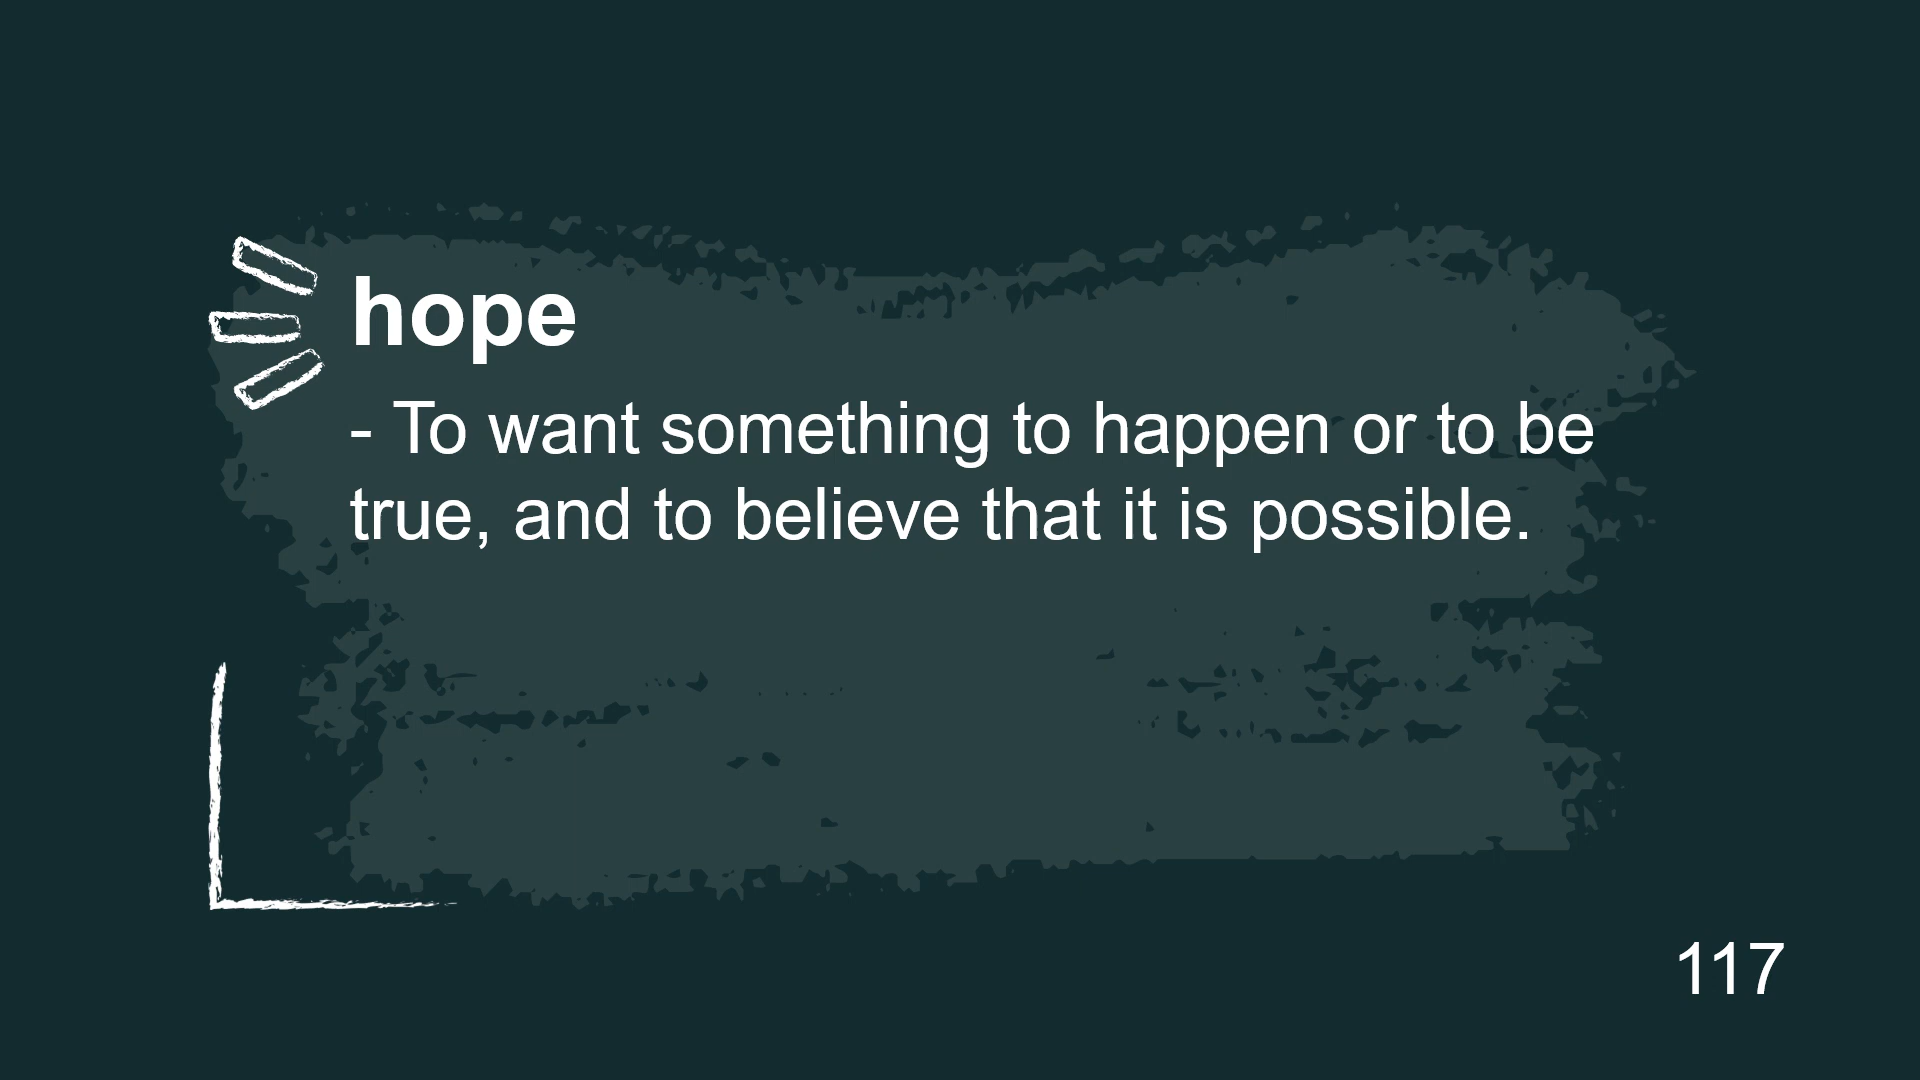 hope
- To want something to happen or to be
true, and to believe that it is possible.
117